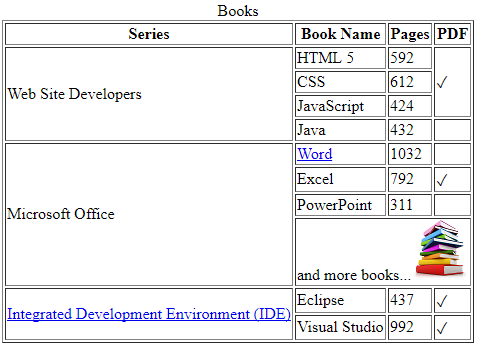 Books
Series Book Name Pages PDF
Web Site Developers HTML 5 592 ✓
CSS 612
JavaScript 424
Java 432
Microsoft Office Word 1032
Excel 792 ✓
PowerPoint 311
and more books...
Integrated Development Environment (IDE) Eclipse 437 ✓
Visual Studio 992 ✓